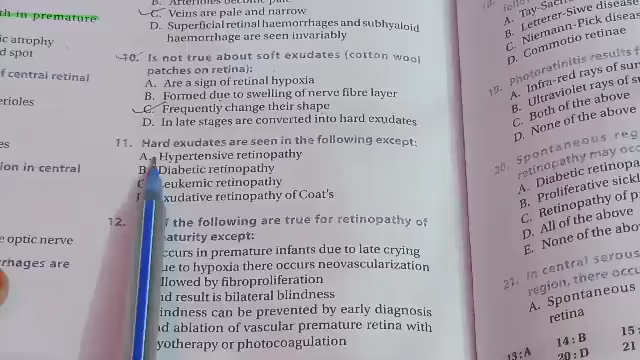 th in premature
ic atrophy
d spot
f central retinal
erioles
es
ion in central
e optic nerve
rrhages are
C. Veins are pale and narrow
D. Superficial retinal haemorrhages and subhyaloid
haemorrhage are seen invariably
10. Is not true about soft exudates (cotton wool
patches on retina):
A. Are a sign of retinal hypoxia
B. Formed due to swelling of nerve fibre layer
C. Frequently change their shape
D. In late stages are converted into hard exudates
11. Hard exudates are seen in the following except:
A. Hypertensive retinopathy
B. Diabetic retinopathy
C. Leukemic retinopathy
xudative retinopathy of Coat's
12. f the following are true for retinopathy of
aturity except:
ccurs in premature infants due to late crying
ue to hypoxia there occurs neovascularization
llowed by fibroproliferation
nd result is bilateral blindness
indness can be prevented by early diagnosis
nd ablation of vascular premature retina with
yotherapy or photocoagulation
A. Tay-Sach
B. Letterer-Siwe disease
C. Niemann-Pick diseas
D. Commotio retinae
19. Photoretinitis results f
A. Infra-red rays of sun
B. Ultraviolet rays of s
C. Both of the above
D. None of the above
20. Spontaneous reg
retinopathy may occ
A. Diabetic retinopa
B. Proliferative sickl
C. Retinopathy of p
D. All of the above
E. None of the abo
21. In central serous
region, there occu
A. Spontaneous
retina
13:A 14:B 15:
20:D 21